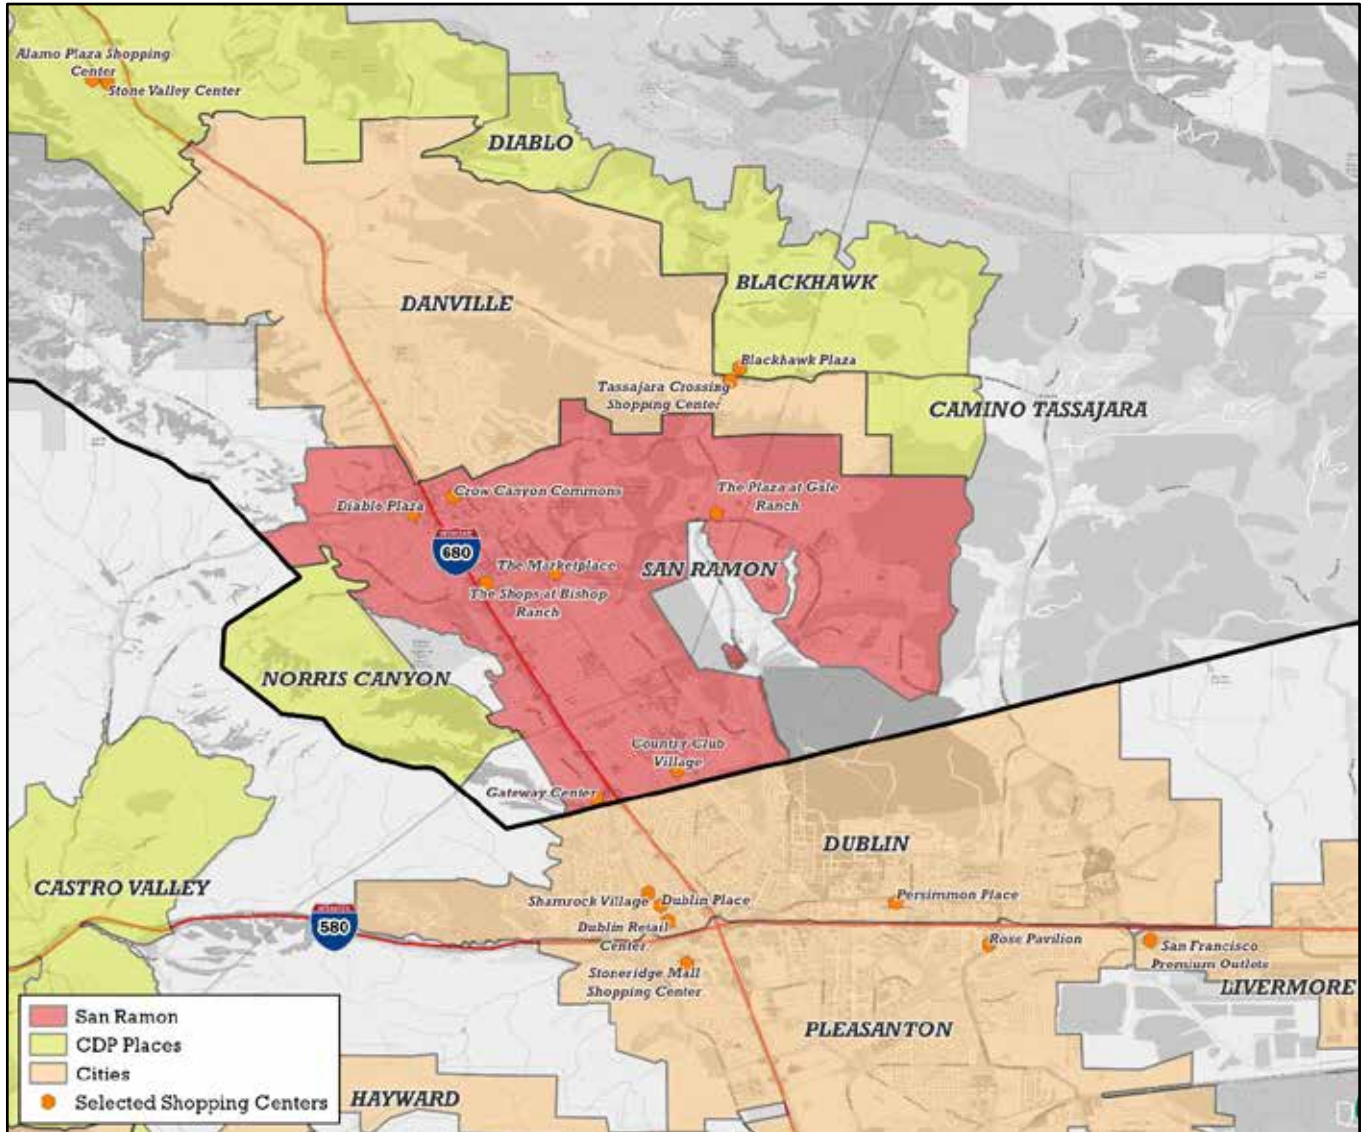 Alamo Plaza Shopping
Center
Stone Valley Center
DIABLO
BLACKHAWK
DANVILLE
Blackhawk Plaza
Tassajara Crossing
Shopping Center
CAMINO TASSAJARA
Crow Canyon Commons
The Plaza at Gale
Ranch
Diablo Plaza
680
The Marketplace
SAN RAMON
The Shops at Bishop
Ranch
NORRIS CANYON
Country Club
Village
Gateway Center
DUBLIN
CASTRO VALLEY
Shamrock Village
Dublin Place
Persimmon Place
580
Dublin Retail
Center
Rose Pavilion
San Francisco
Premium Outlets
Stoneridge Mall
Shopping Center
LIVERMORE
PLEASANTON
HAYWARD
San Ramon
CDP Places
Cities
Selected Shopping Centers